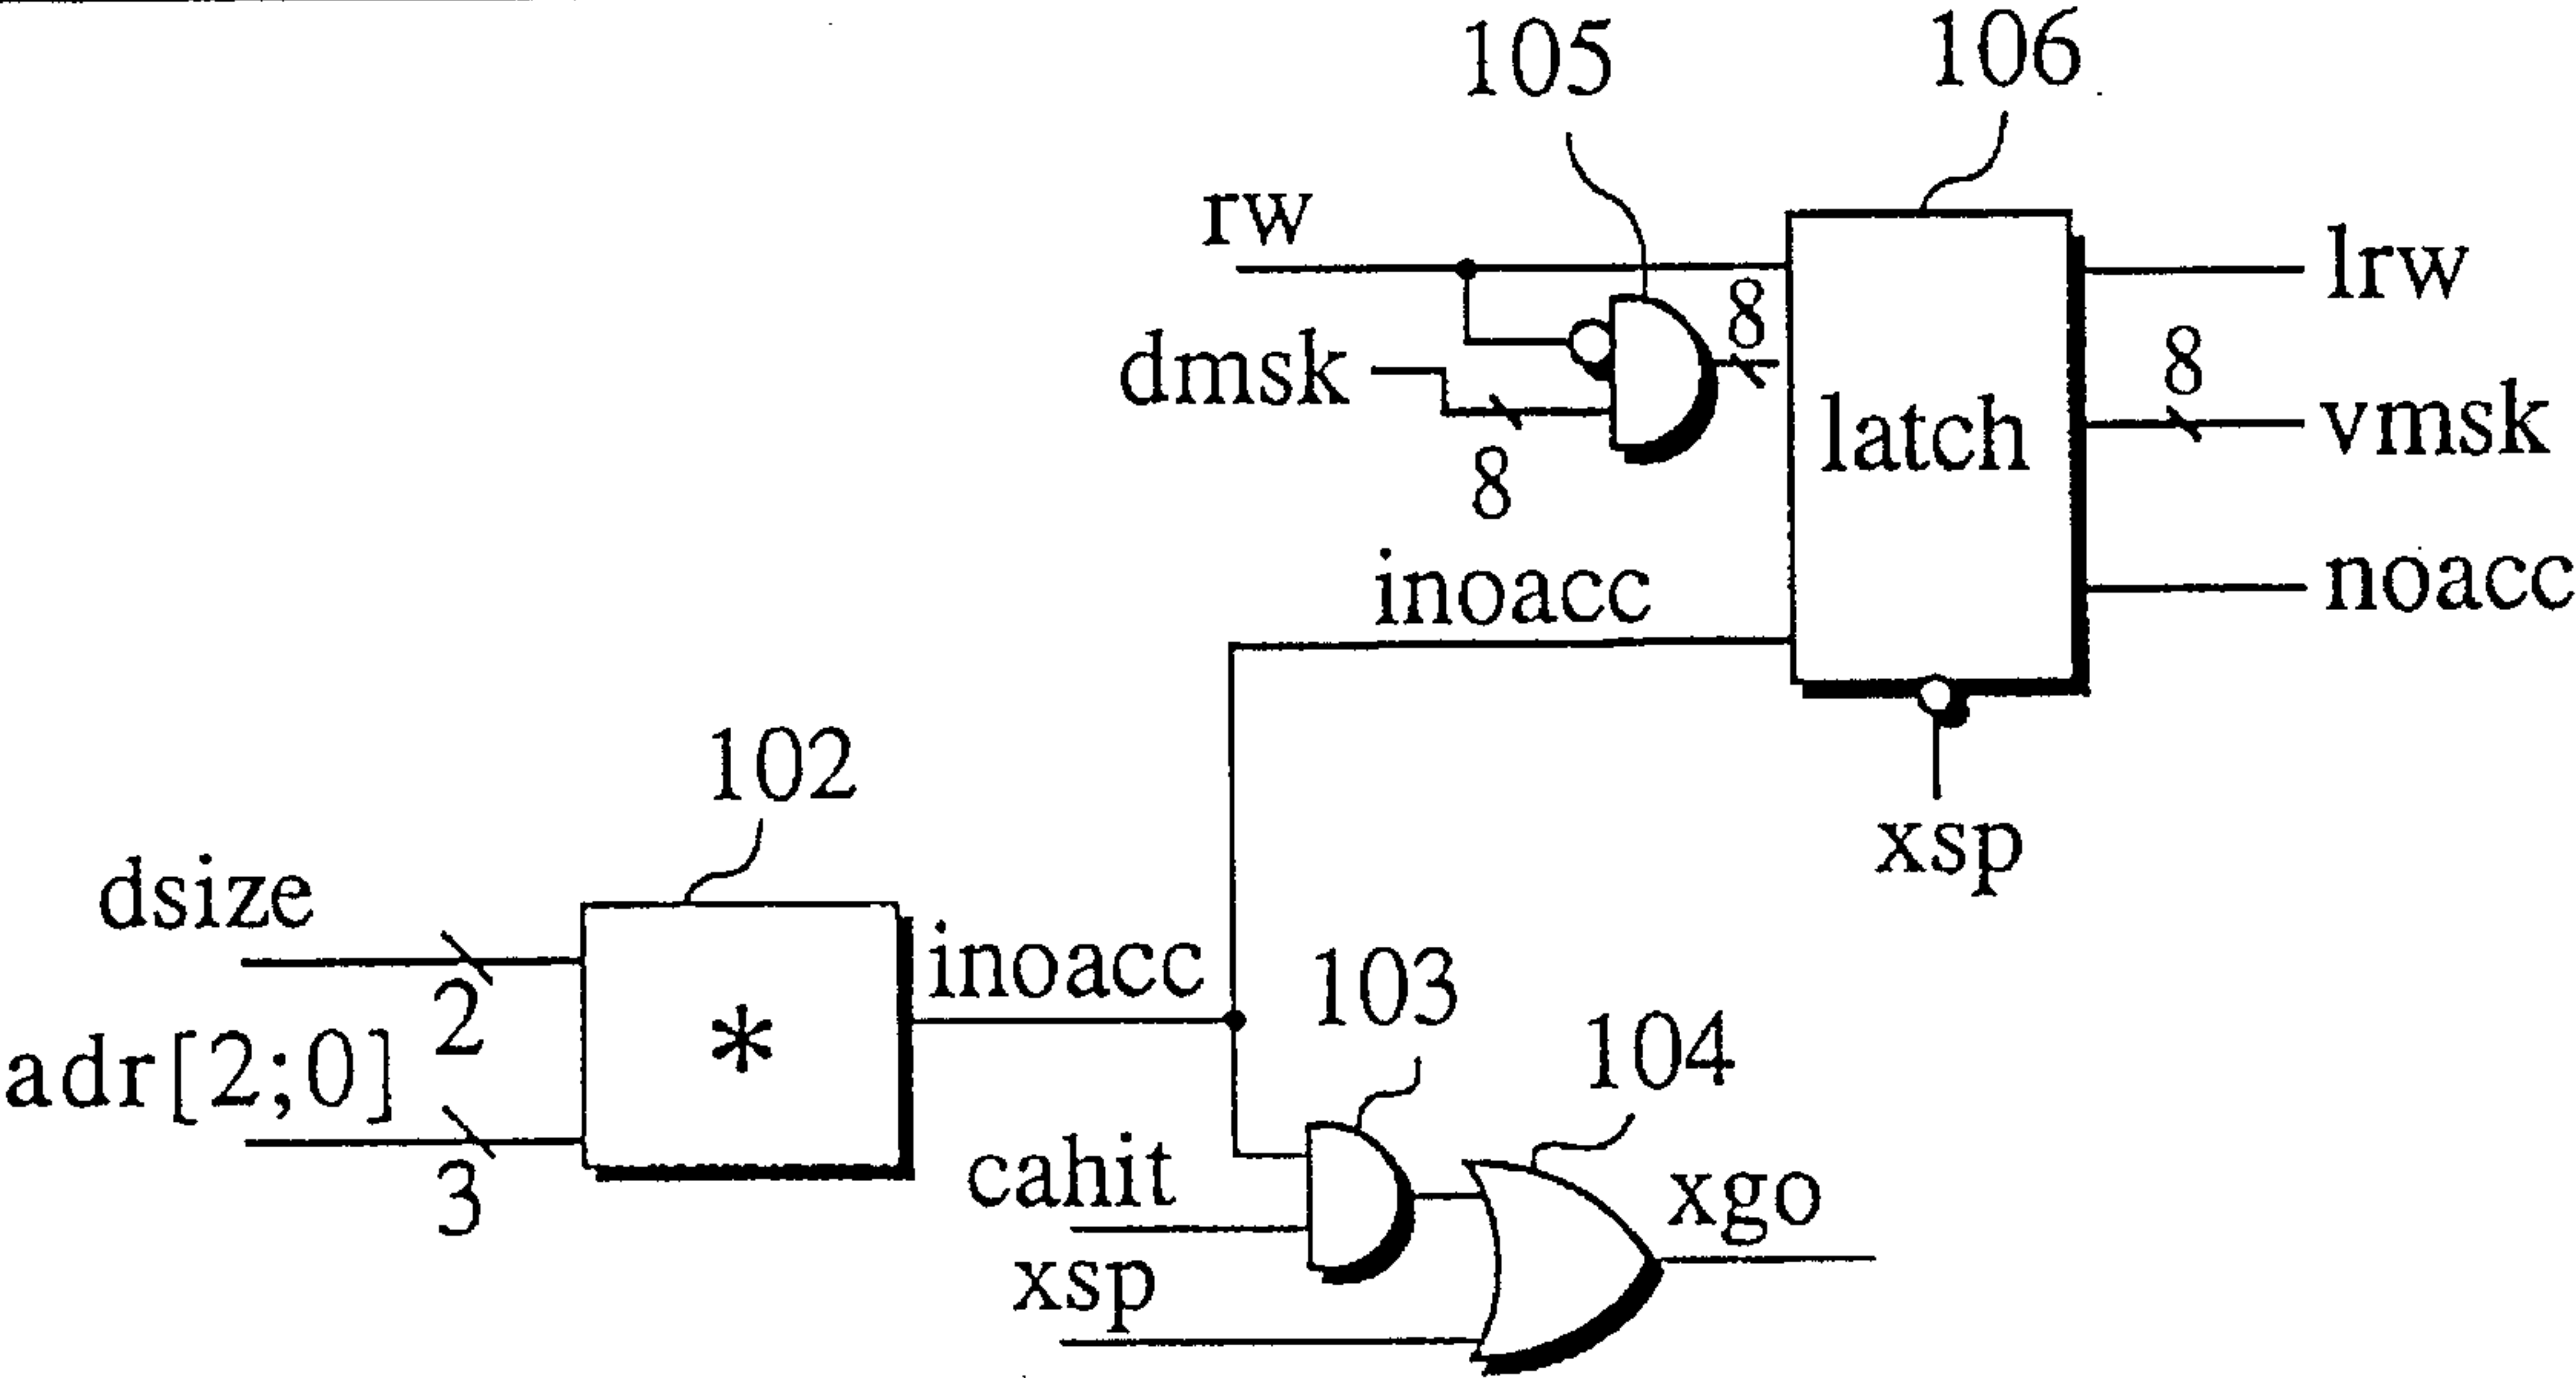 105
106
rw
8
lrw
dmsk
8
8
latch
vmsk
inoacc
noacc
102
xsp
dsize
2
inoacc
103
*
104
adr[2;0]
3
cahit
xgo
xsp